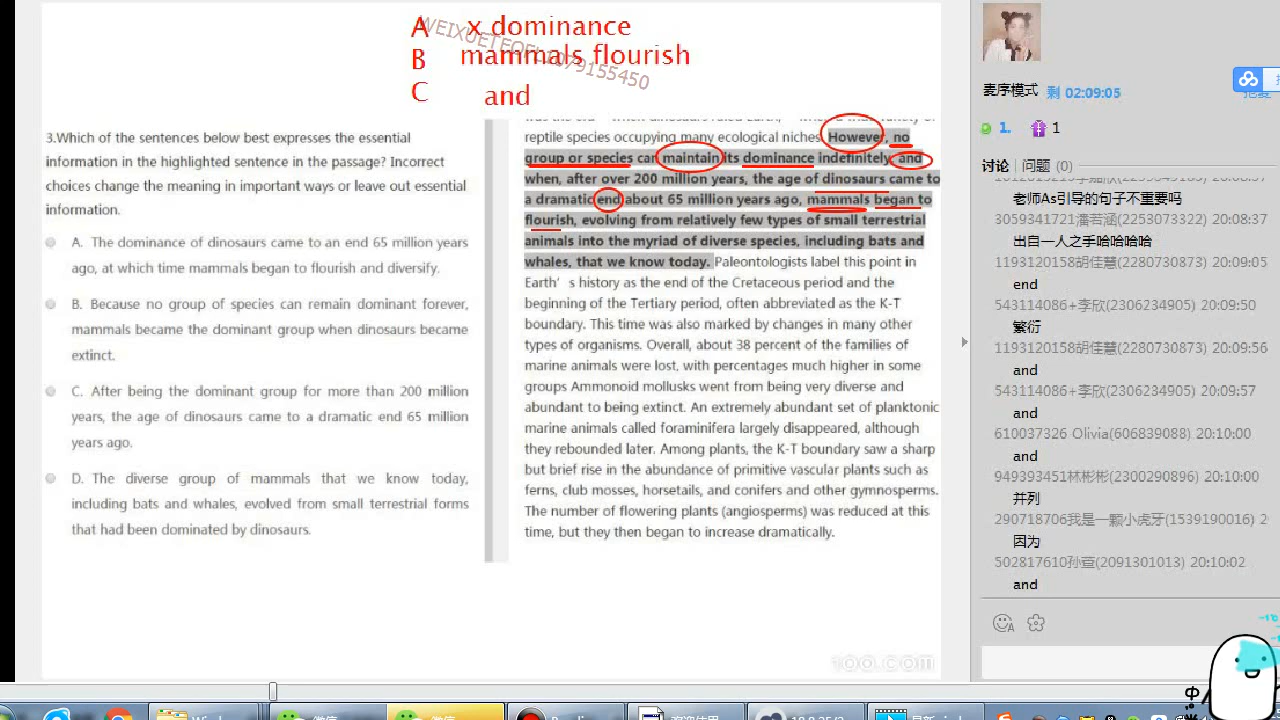 A x dominance
B mammals flourish
C and
WEIXUETEOFL1079155450
3.Which of the sentences below best expresses the essential
information in the highlighted sentence in the passage? Incorrect
choices change the meaning in important ways or leave out essential
information.
A. The dominance of dinosaurs came to an end 65 million years
ago, at which time mammals began to flourish and diversify.
B. Because no group of species can remain dominant forever,
mammals became the dominant group when dinosaurs became
extinct.
C. After being the dominant group for more than 200 million
years, the age of dinosaurs came to a dramatic end 65 million
years ago.
D. The diverse group of mammals that we know today,
including bats and whales, evolved from small terrestrial forms
that had been dominated by dinosaurs.
reptile species occupying many ecological niches. However, no
group or species can maintain its dominance indefinitely, and
when, after over 200 million years, the age of dinosaurs came to
a dramatic end about 65 million years ago, mammals began to
flourish, evolving from relatively few types of small terrestrial
animals into the myriad of diverse species, including bats and
whales, that we know today. Paleontologists label this point in
Earth's history as the end of the Cretaceous period and the
beginning of the Tertiary period, often abbreviated as the K-T
boundary. This time was also marked by changes in many other
types of organisms. Overall, about 38 percent of the families of
marine animals were lost, with percentages much higher in some
groups Ammonoid mollusks went from being very diverse and
abundant to being extinct. An extremely abundant set of planktonic
marine animals called foraminifera largely disappeared, although
they rebounded later. Among plants, the K-T boundary saw a sharp
but brief rise in the abundance of primitive vascular plants such as
ferns, club mosses, horsetails, and conifers and other gymnosperms.
The number of flowering plants (angiosperms) was reduced at this
time, but they then began to increase dramatically.
麦序模式 剩 02:09:05
1. 1
讨论 问题 (0)
老师As引导的句子不重要吗
3059341721潘若涵(2253073322) 20:08:37
出自一人之手哈哈哈哈
1193120158胡佳慧(2280730873) 20:09:05
end
543114086+李欣(2306234905) 20:09:50
繁衍
1193120158胡佳慧(2280730873) 20:09:56
and
543114086+李欣(2306234905) 20:09:57
and
610037326 Olivia(606839088) 20:10:00
and
949393451林彬彬(2300290896) 20:10:00
并列
290718706我是一颗小虎牙(1539190016) 2
因为
502817610孙萱(2091301013) 20:10:02
and
中